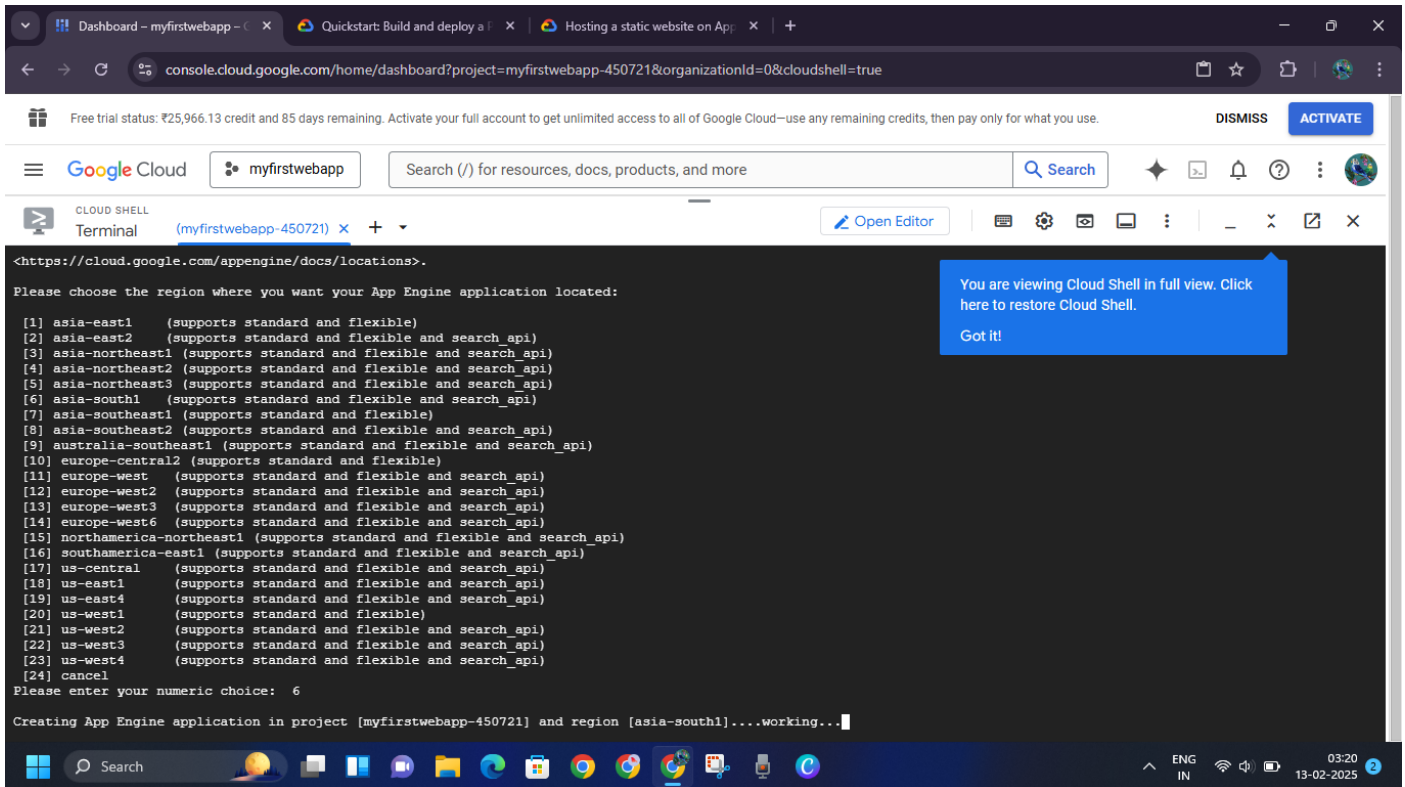 Dashboard – myfirstwebapp – G
Quickstart: Build and deploy a P
Hosting a static website on App
console.cloud.google.com/home/dashboard?project=myfirstwebapp-450721&organizationId=0&cloudshell=true
Free trial status: ₹25,966.13 credit and 85 days remaining. Activate your full account to get unlimited access to all of Google Cloud—use any remaining credits, then pay only for what you use.
DISMISS
ACTIVATE
Google Cloud
myfirstwebapp
Search (/) for resources, docs, products, and more
Search
CLOUD SHELL
Terminal
(myfirstwebapp-450721)
Open Editor
<https://cloud.google.com/appengine/docs/locations>.
Please choose the region where you want your App Engine application located:
[1] asia-east1 (supports standard and flexible)
[2] asia-east2 (supports standard and flexible and search_api)
[3] asia-northeast1 (supports standard and flexible and search_api)
[4] asia-northeast2 (supports standard and flexible and search_api)
[5] asia-northeast3 (supports standard and flexible and search_api)
[6] asia-south1 (supports standard and flexible and search_api)
[7] asia-southeast1 (supports standard and flexible)
[8] asia-southeast2 (supports standard and flexible and search_api)
[9] australia-southeast1 (supports standard and flexible and search_api)
[10] europe-central2 (supports standard and flexible)
[11] europe-west (supports standard and flexible and search_api)
[12] europe-west2 (supports standard and flexible and search_api)
[13] europe-west3 (supports standard and flexible and search_api)
[14] europe-west6 (supports standard and flexible and search_api)
[15] northamerica-northeast1 (supports standard and flexible and search_api)
[16] southamerica-east1 (supports standard and flexible and search_api)
[17] us-central (supports standard and flexible and search_api)
[18] us-east1 (supports standard and flexible and search_api)
[19] us-east4 (supports standard and flexible and search_api)
[20] us-west1 (supports standard and flexible)
[21] us-west2 (supports standard and flexible and search_api)
[22] us-west3 (supports standard and flexible and search_api)
[23] us-west4 (supports standard and flexible and search_api)
[24] cancel
Please enter your numeric choice: 6
Creating App Engine application in project [myfirstwebapp-450721] and region [asia-south1]....working...
You are viewing Cloud Shell in full view. Click
here to restore Cloud Shell.
Got it!
Search
ENG
IN
03:20
13-02-2025
2